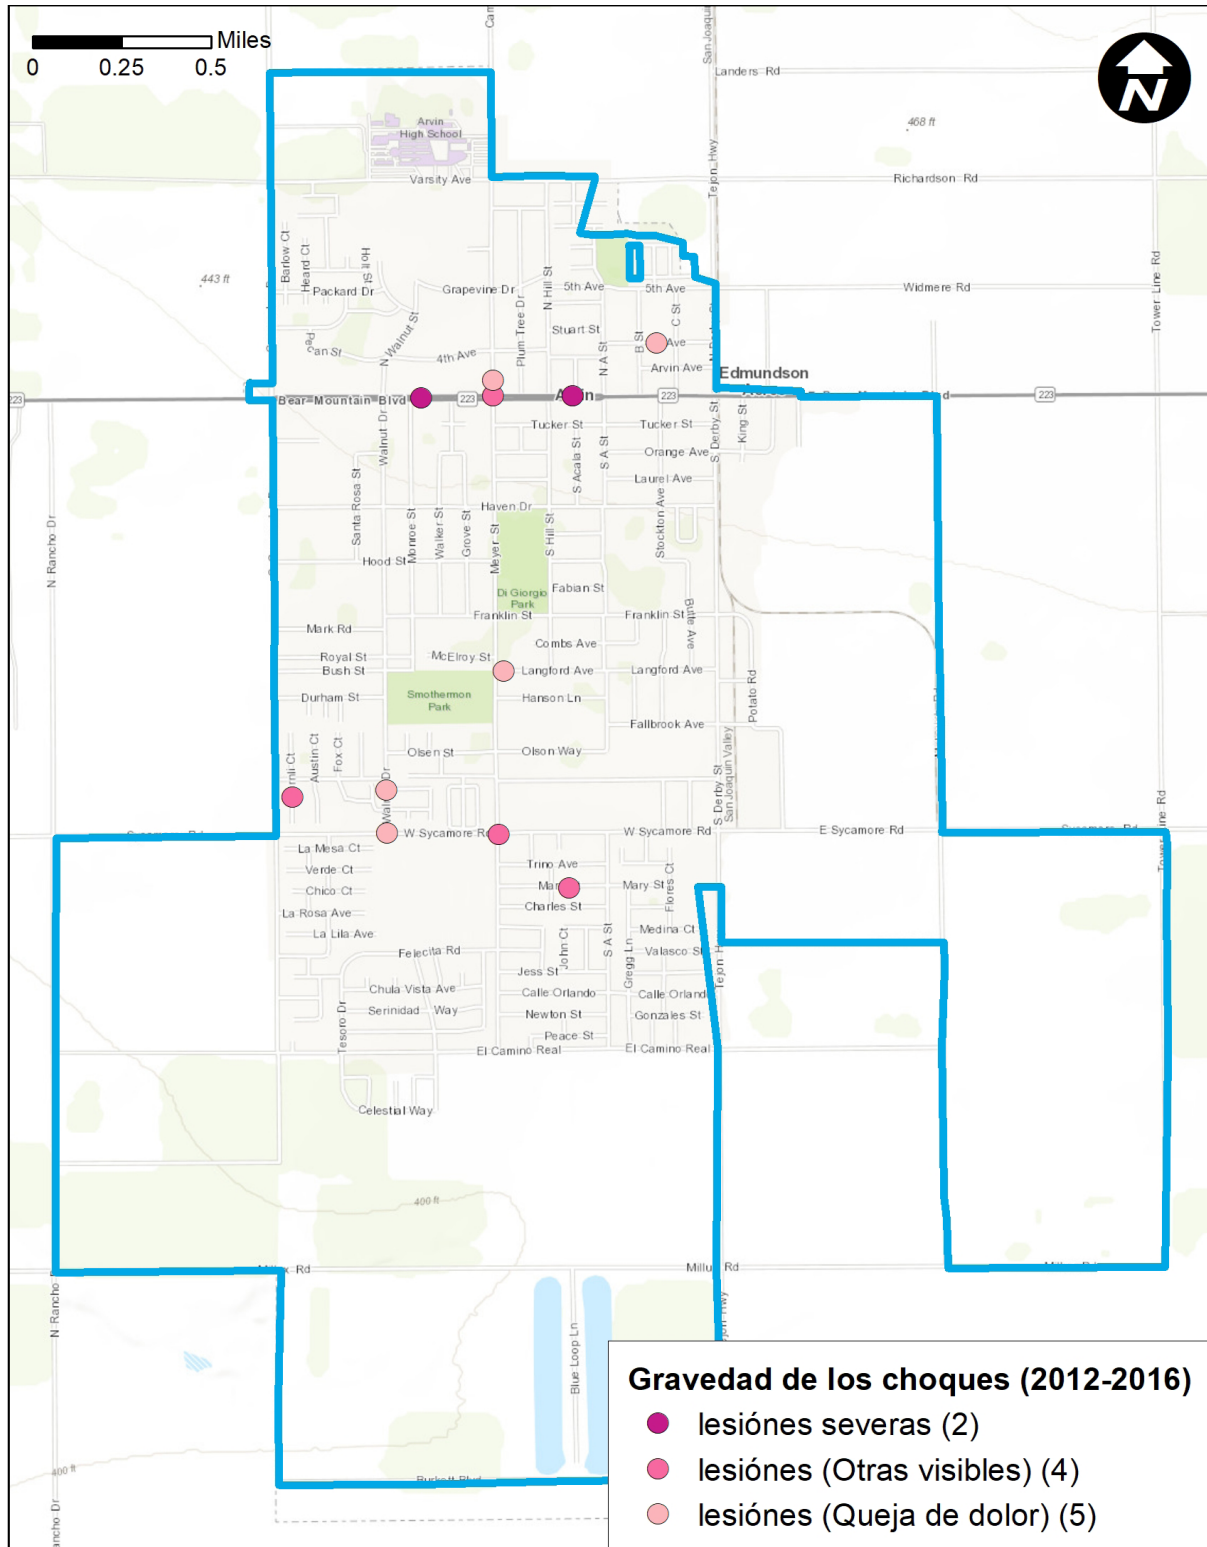 Miles
0 0.25 0.5
N
San Joaquin
Landers Rd
468 ft
Arvin
High School
Varsity Ave
Tejon Hwy
Richardson Rd
Barlow Ct
Heard Ct
Holt St
443 ft
Packard Dr
Grapevine Dr
N Hill St
5th Ave
5th Ave
Widmere Rd
Tower Line Rd
N Walnut St
Plum Tree Dr
Stuart St
N A St
B St
C St
Ave
4th Ave
Arvin Ave
Edmundson
223
Bear Mountain Blvd
223
223
223
Tucker St
Tucker St
Walnut Dr
S Acala St
S A St
Orange Ave
S Derby St
King St
Laurel Ave
Santa Rosa St
Monroe St
Walker St
Grove St
Meyer St
Haven Dr
S Hill St
Stockton Ave
N Rancho Dr
Hood St
Di Giorgio
Park
Fabian St
Franklin St
Franklin St
Butte Ave
Mark Rd
Combs Ave
Royal St
McElroy St
Bush St
Langford Ave
Langford Ave
Durham St
Smothermon
Park
Hanson Ln
Potato Rd
Fallbrook Ave
Austin Ct
Fox Ct
Olsen St
Olson Way
S Derby St
San Joaquin Valley
W Sycamore Rd
W Sycamore Rd
E Sycamore Rd
La Mesa Ct
Verde Ct
Trino Ave
Chico Ct
Mary St
Flores Ct
La Rosa Ave
Charles St
La Lila Ave
John Ct
S A St
Gregg Ln
Medina Ct
Felecita Rd
Valasco St
Jess St
Chula Vista Ave
Calle Orlando
Calle Orlando
Serinidad Way
Newton St
Gonzales St
Tesoro Dr
Peace St
El Camino Real
El Camino Real
Celestial Way
400 ft
Millux Rd
N Rancho
Blue Loop Ln
400 ft
Gravedad de los choques (2012-2016)
lesiónes severas (2)
lesiónes (Otras visibles) (4)
lesiónes (Queja de dolor) (5)